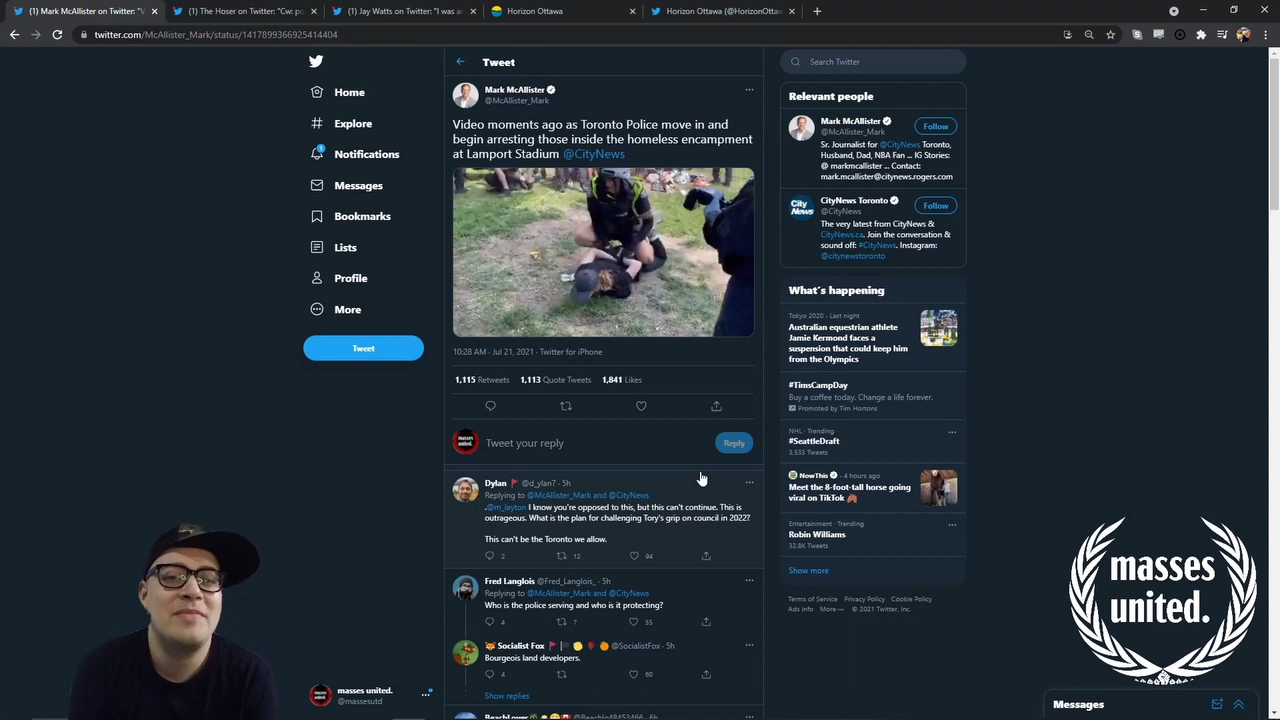 (1) Mark McAllister on Twitter: "V
(1) The Hoser on Twitter: "Cw: po
(1) Jay Watts on Twitter: "I was a
Horizon Ottawa
Horizon Ottawa (@HorizonOtta
twitter.com/McAllister_Mark/status/1417899366925414404
Home
Explore
1
Notifications
Messages
Bookmarks
Lists
Profile
More
Tweet
masses united.
@massesutd
Tweet
Mark McAllister
@McAllister_Mark
Video moments ago as Toronto Police move in and
begin arresting those inside the homeless encampment
at Lamport Stadium @CityNews
10:28 AM · Jul 21, 2021 · Twitter for iPhone
1,115 Retweets 1,113 Quote Tweets 1,841 Likes
masses united.
Tweet your reply
Reply
Dylan @d_ylan7 · 5h
Replying to @McAllister_Mark and @CityNews
.@m_layton I know you're opposed to this, but this can't continue. This is
outrageous. What is the plan for challenging Tory's grip on council in 2022?
This can't be the Toronto we allow.
2 12 94
Fred Langlois @Fred_Langlois_ · 5h
Replying to @McAllister_Mark and @CityNews
Who is the police serving and who is it protecting?
4 7 55
Socialist Fox @SocialistFox · 5h
Bourgeois land developers.
4 60
Show replies
BeachLover @Beachlo48453466 · 6h
Search Twitter
Relevant people
Mark McAllister
@McAllister_Mark
Follow
Sr. Journalist for @CityNews Toronto,
Husband, Dad, NBA Fan ... IG Stories:
@ markmcallister ... Contact:
mark.mcallister@citynews.rogers.com
City News
CityNews Toronto
@CityNews
Follow
The very latest from CityNews &
CityNews.ca. Join the conversation &
sound off: #CityNews. Instagram:
@citynewstoronto
What's happening
Tokyo 2020 · Last night
Australian equestrian athlete
Jamie Kermond faces a
suspension that could keep him
from the Olympics
#TimsCampDay
Buy a coffee today. Change a life forever.
Promoted by Tim Hortons
NHL · Trending
#SeattleDraft
3,533 Tweets
NowThis · 4 hours ago
Meet the 8-foot-tall horse going
viral on TikTok
Entertainment · Trending
Robin Williams
32.8K Tweets
Show more
Terms of Service Privacy Policy Cookie Policy
Ads info More © 2021 Twitter, Inc.
masses
united.
Messages